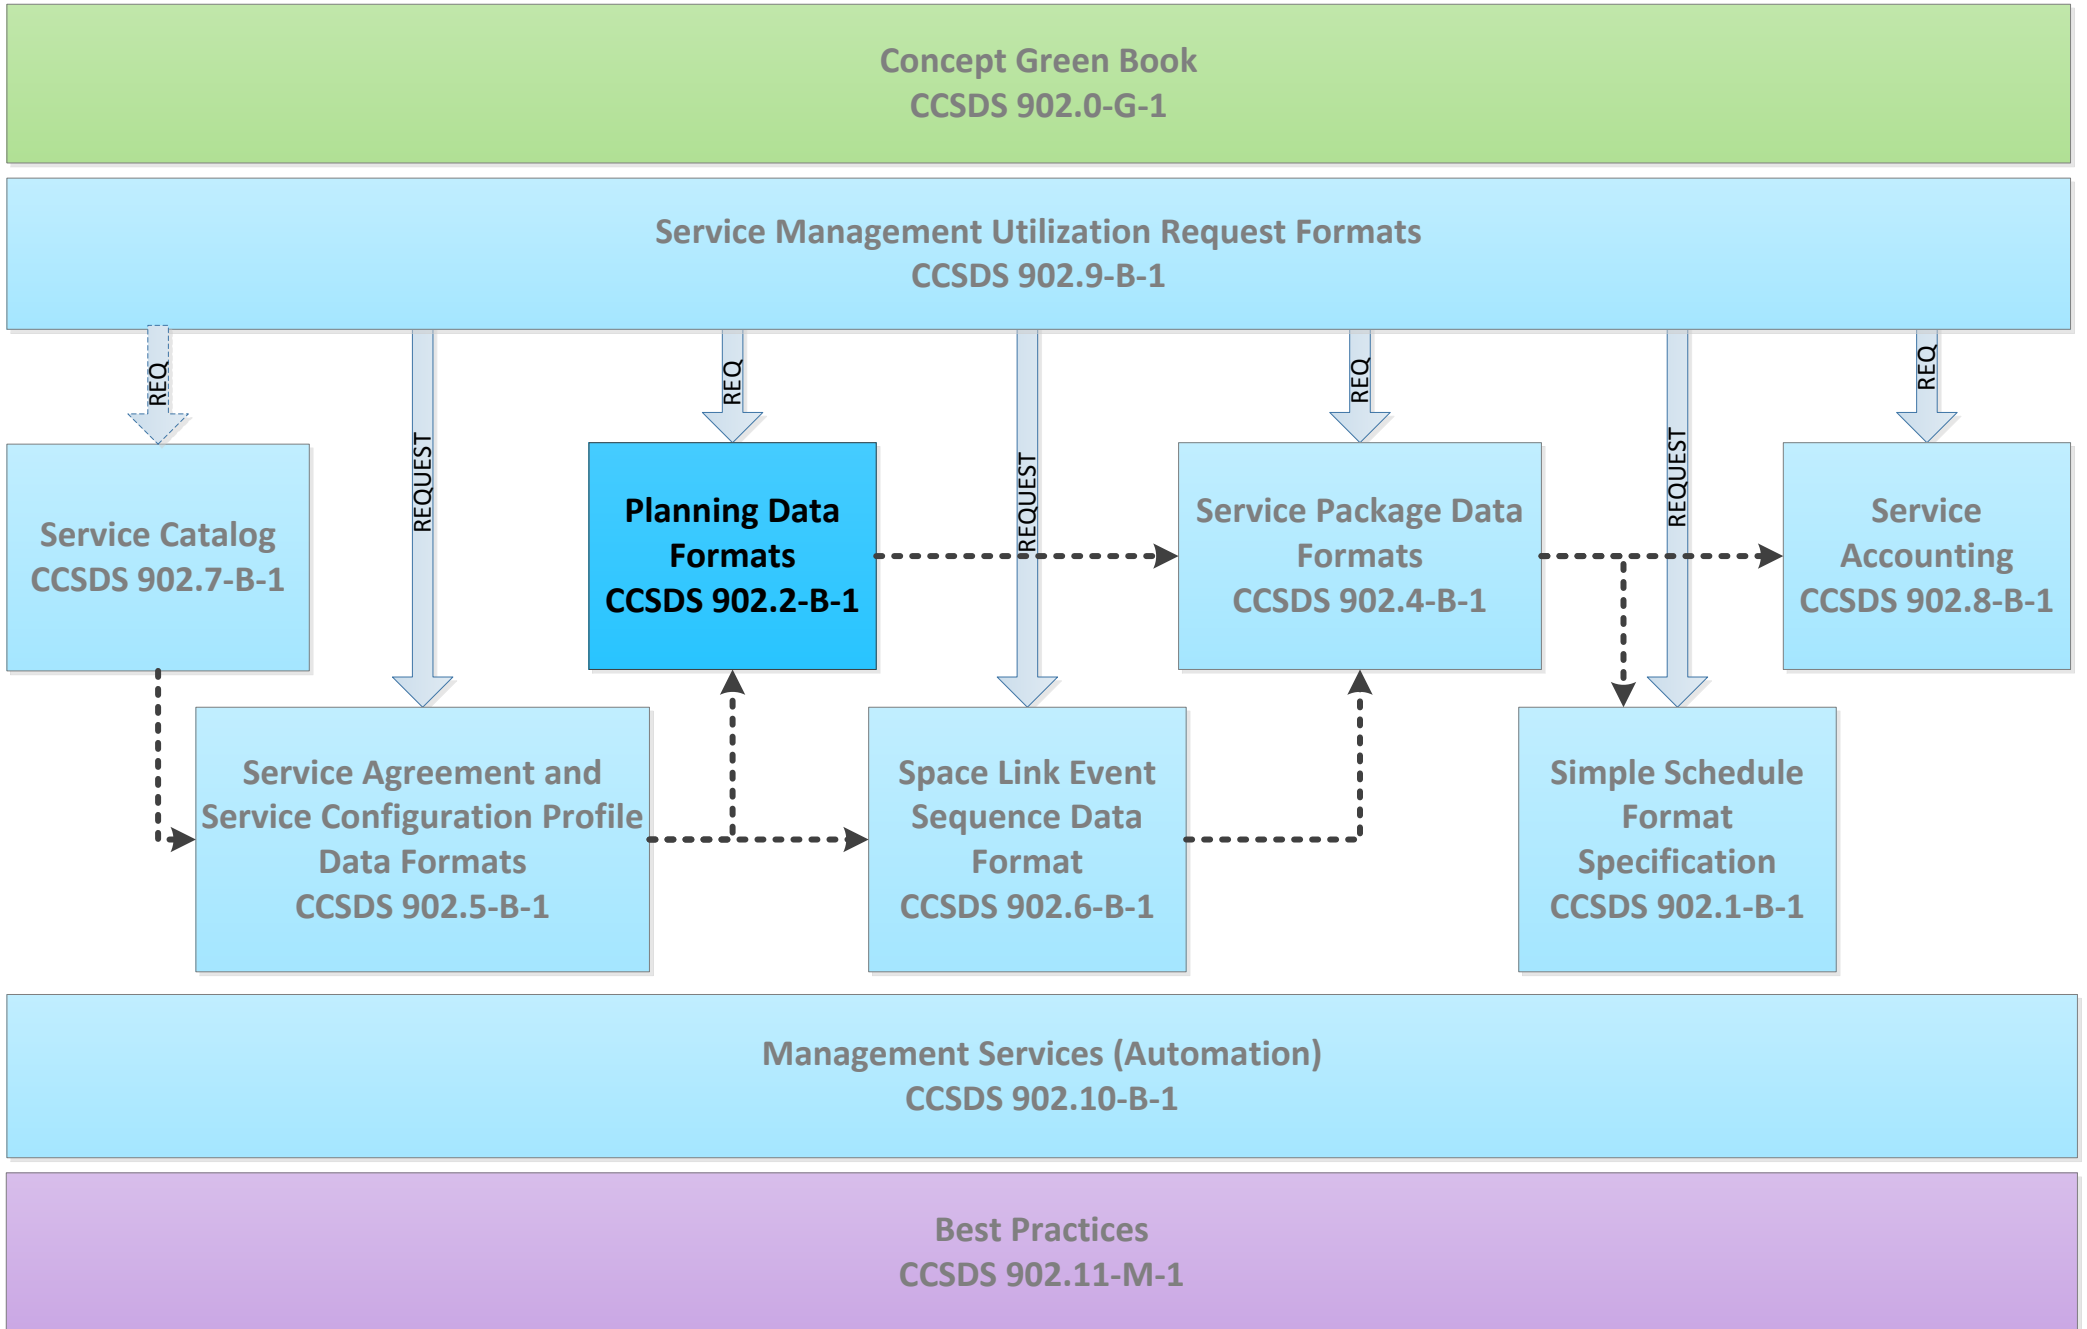 Concept Green Book
CCSDS 902.0-G-1
Service Management Utilization Request Formats
CCSDS 902.9-B-1
REQ
REQUEST
REQ
REQUEST
REQ
REQUEST
REQ
Service Catalog
CCSDS 902.7-B-1
Planning Data
Formats
CCSDS 902.2-B-1
Service Package Data
Formats
CCSDS 902.4-B-1
Service
Accounting
CCSDS 902.8-B-1
Service Agreement and
Service Configuration Profile
Data Formats
CCSDS 902.5-B-1
Space Link Event
Sequence Data
Format
CCSDS 902.6-B-1
Simple Schedule
Format
Specification
CCSDS 902.1-B-1
Management Services (Automation)
CCSDS 902.10-B-1
Best Practices
CCSDS 902.11-M-1